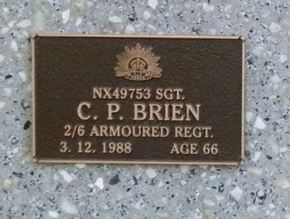 NX49753 SGT.
C. P. BRIEN
2/6 ARMOURED REGT.
3. 12. 1988 AGE 66